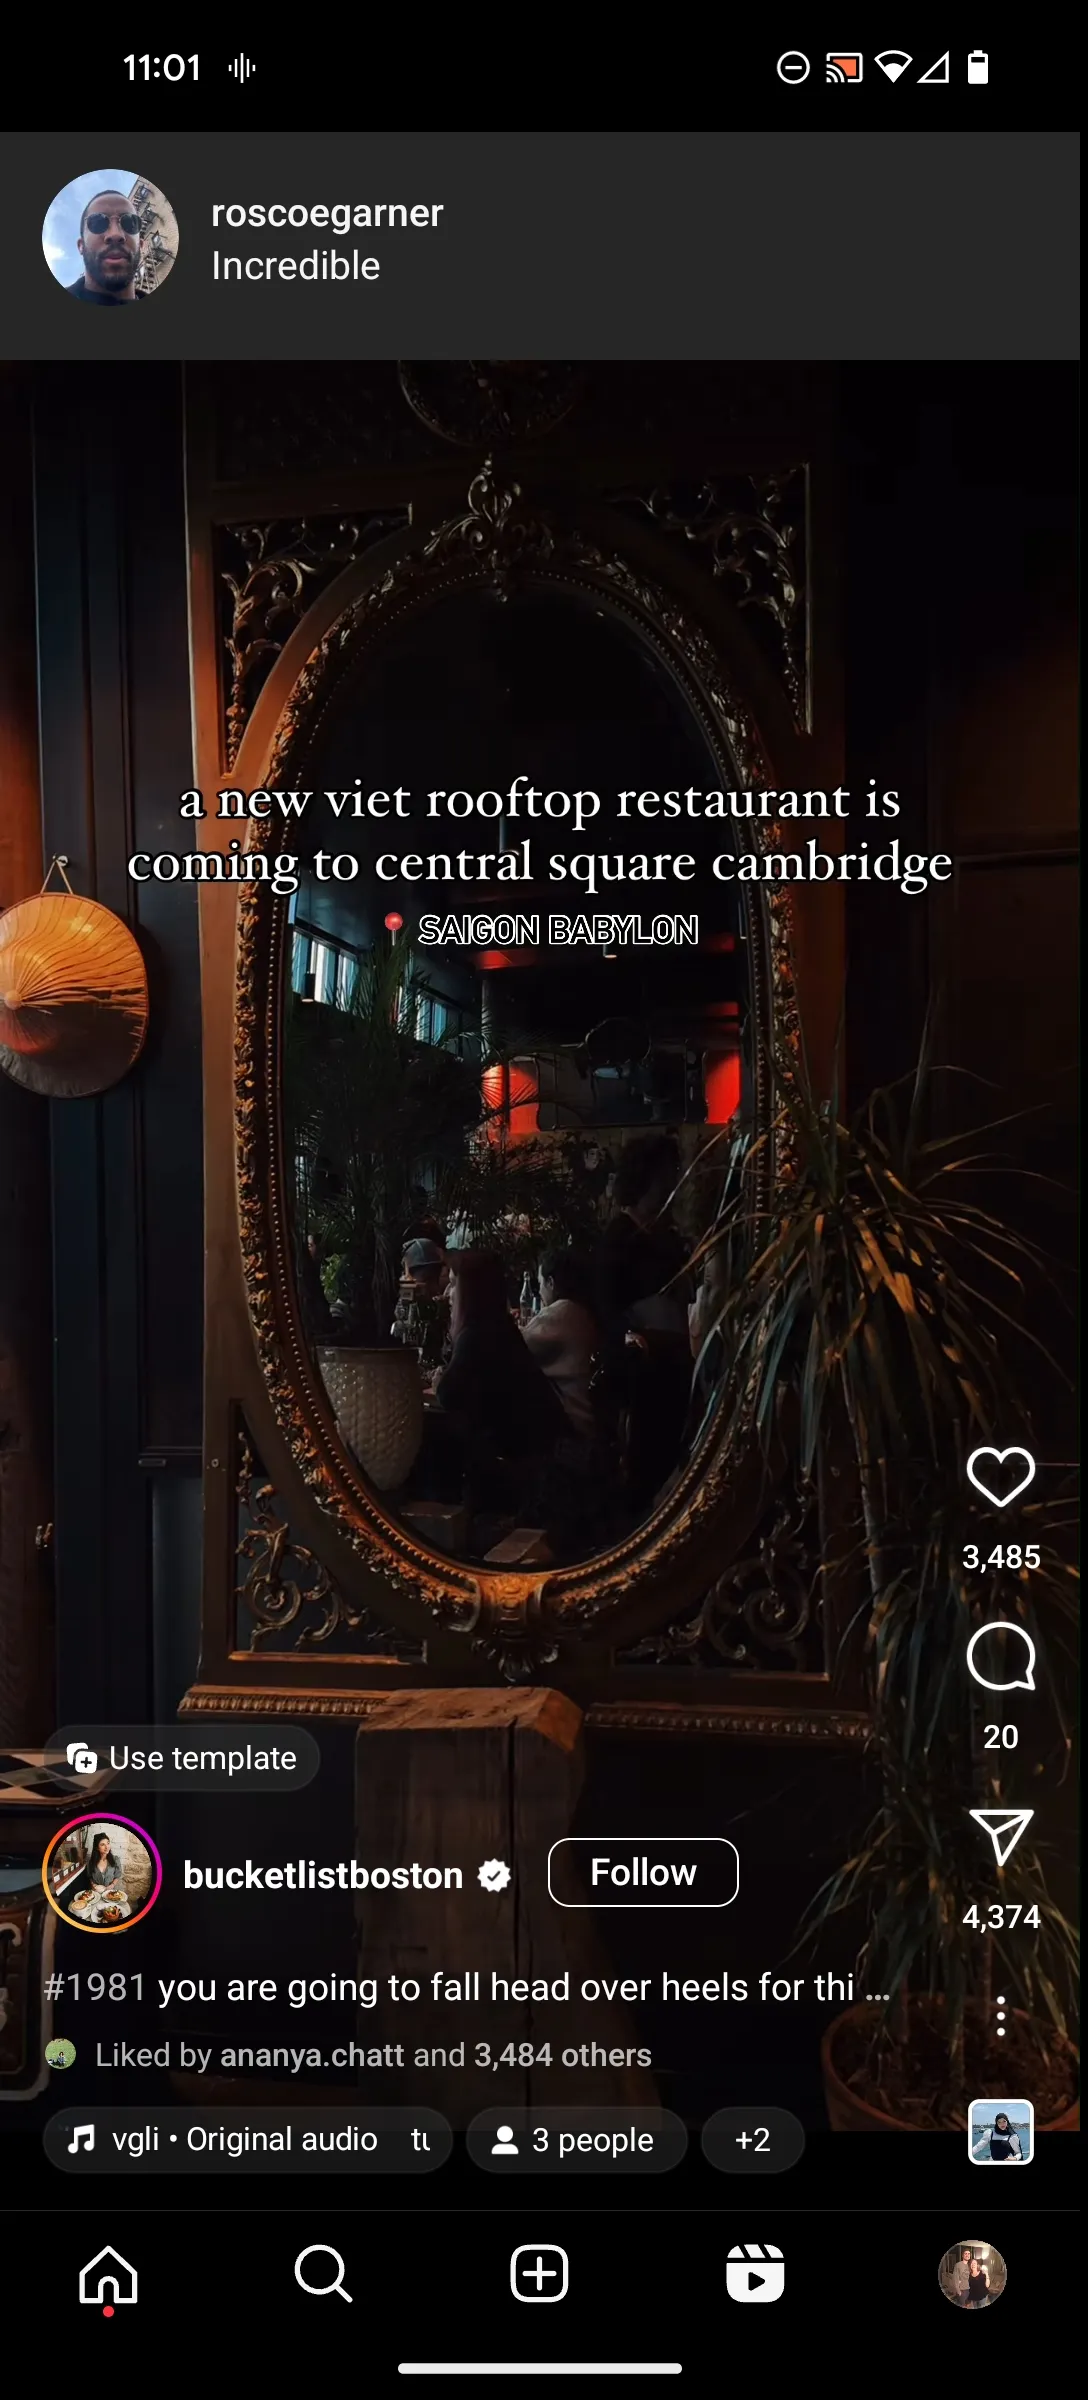 11:01
roscoegarner
Incredible
a new viet rooftop restaurant is
coming to central square cambridge
📍 SAIGON BABYLON
3,485
20
Use template
bucketlistboston
Follow
4,374
#1981 you are going to fall head over heels for thi ...
Liked by ananya.chatt and 3,484 others
vgli • Original audio tu
3 people
+2